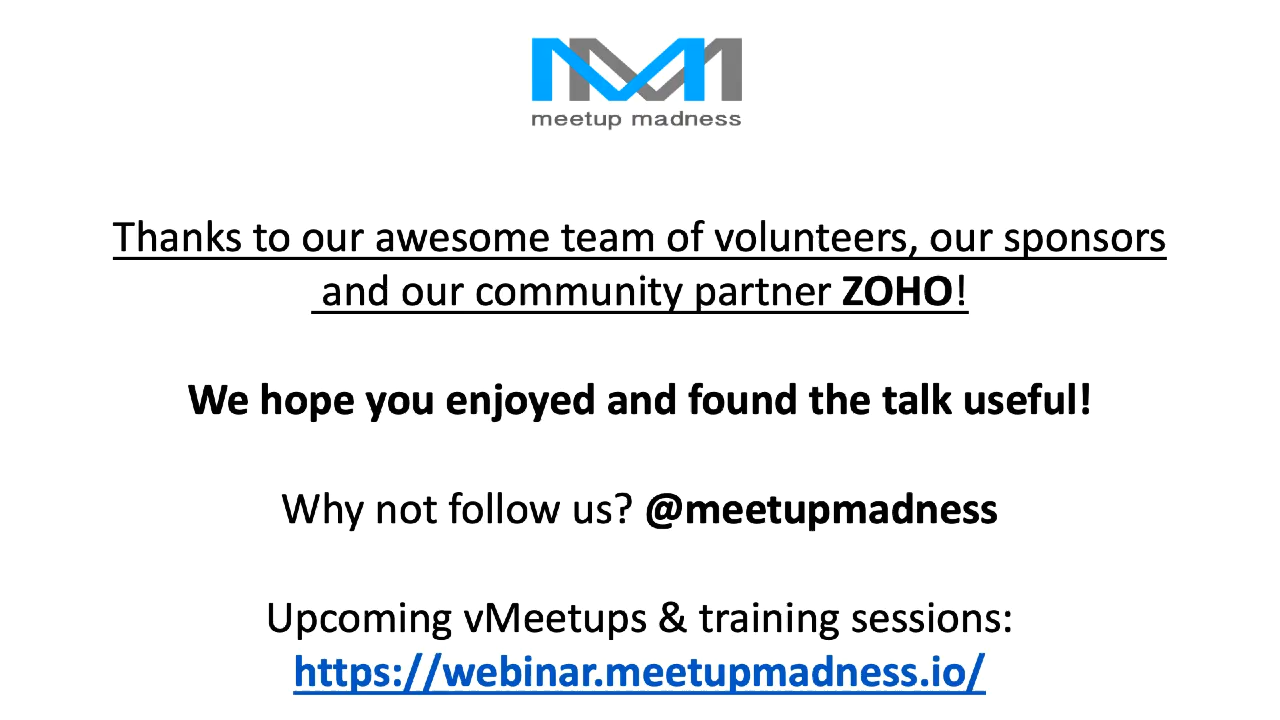 meetup madness
Thanks to our awesome team of volunteers, our sponsors
and our community partner ZOHO!
We hope you enjoyed and found the talk useful!
Why not follow us? @meetupmadness
Upcoming vMeetups & training sessions:
https://webinar.meetupmadness.io/